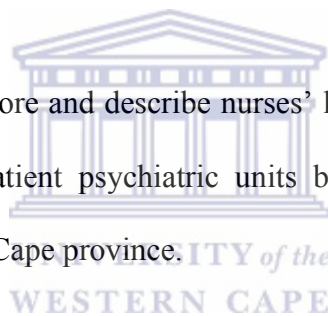 ore and describe nurses’
atient psychiatric units b
Cape province.
UNIVERSITY of the
WESTERN CAPE